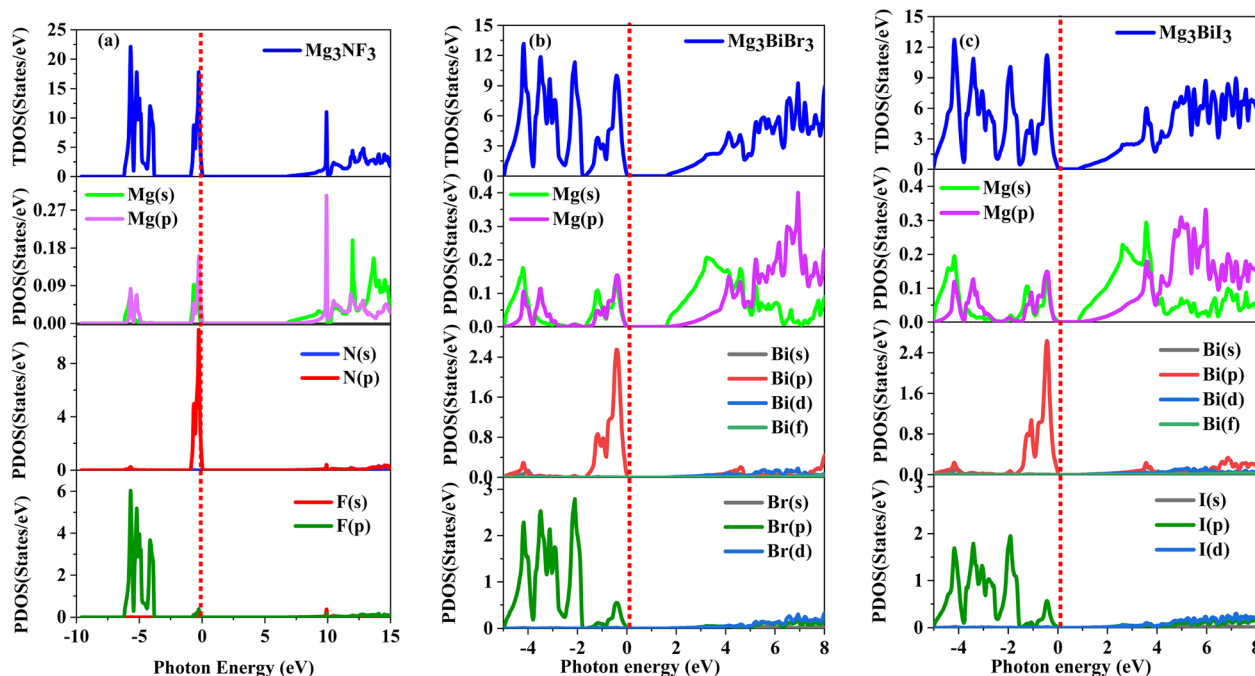 (a)
Mg3NF3
TDOS(States/eV)
25
20
15
10
5
0
Mg(s)
Mg(p)
PDOS(States/eV)
0.27
0.18
0.09
0.00
N(s)
N(p)
PDOS(States/eV)
8
4
0
F(s)
F(p)
PDOS(States/eV)
6
4
2
0
-10 -5 0 5 10 15
Photon Energy (eV)
(b)
Mg3BiBr3
TDOS(States/eV)
15
12
9
6
3
0
Mg(s)
Mg(p)
PDOS(States/eV)
0.4
0.3
0.2
0.1
0.0
Bi(s)
Bi(p)
Bi(d)
Bi(f)
PDOS(States/eV)
2.4
1.6
0.8
0.0
Br(s)
Br(p)
Br(d)
PDOS(States/eV)
3
2
1
0
-4 -2 0 2 4 6 8
Photon energy (eV)
(c)
Mg3BiI3
TDOS(States/eV)
15
12
9
6
3
0
Mg(s)
Mg(p)
PDOS(States/eV)
0.4
0.3
0.2
0.1
0.0
Bi(s)
Bi(p)
Bi(d)
Bi(f)
PDOS(States/eV)
2.4
1.6
0.8
0.0
I(s)
I(p)
I(d)
PDOS(States/eV)
3
2
1
0
-4 -2 0 2 4 6 8
Photon energy (eV)